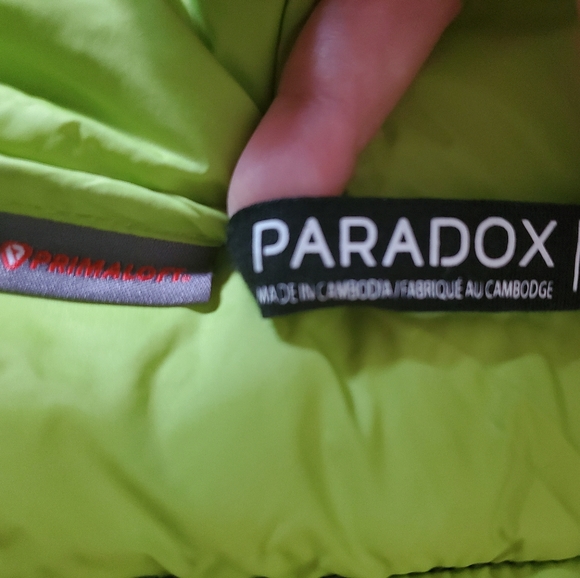 PRIMALOFT
PARADOX
MADE IN CAMBODIA / FABRIQUÉ AU CAMBODGE